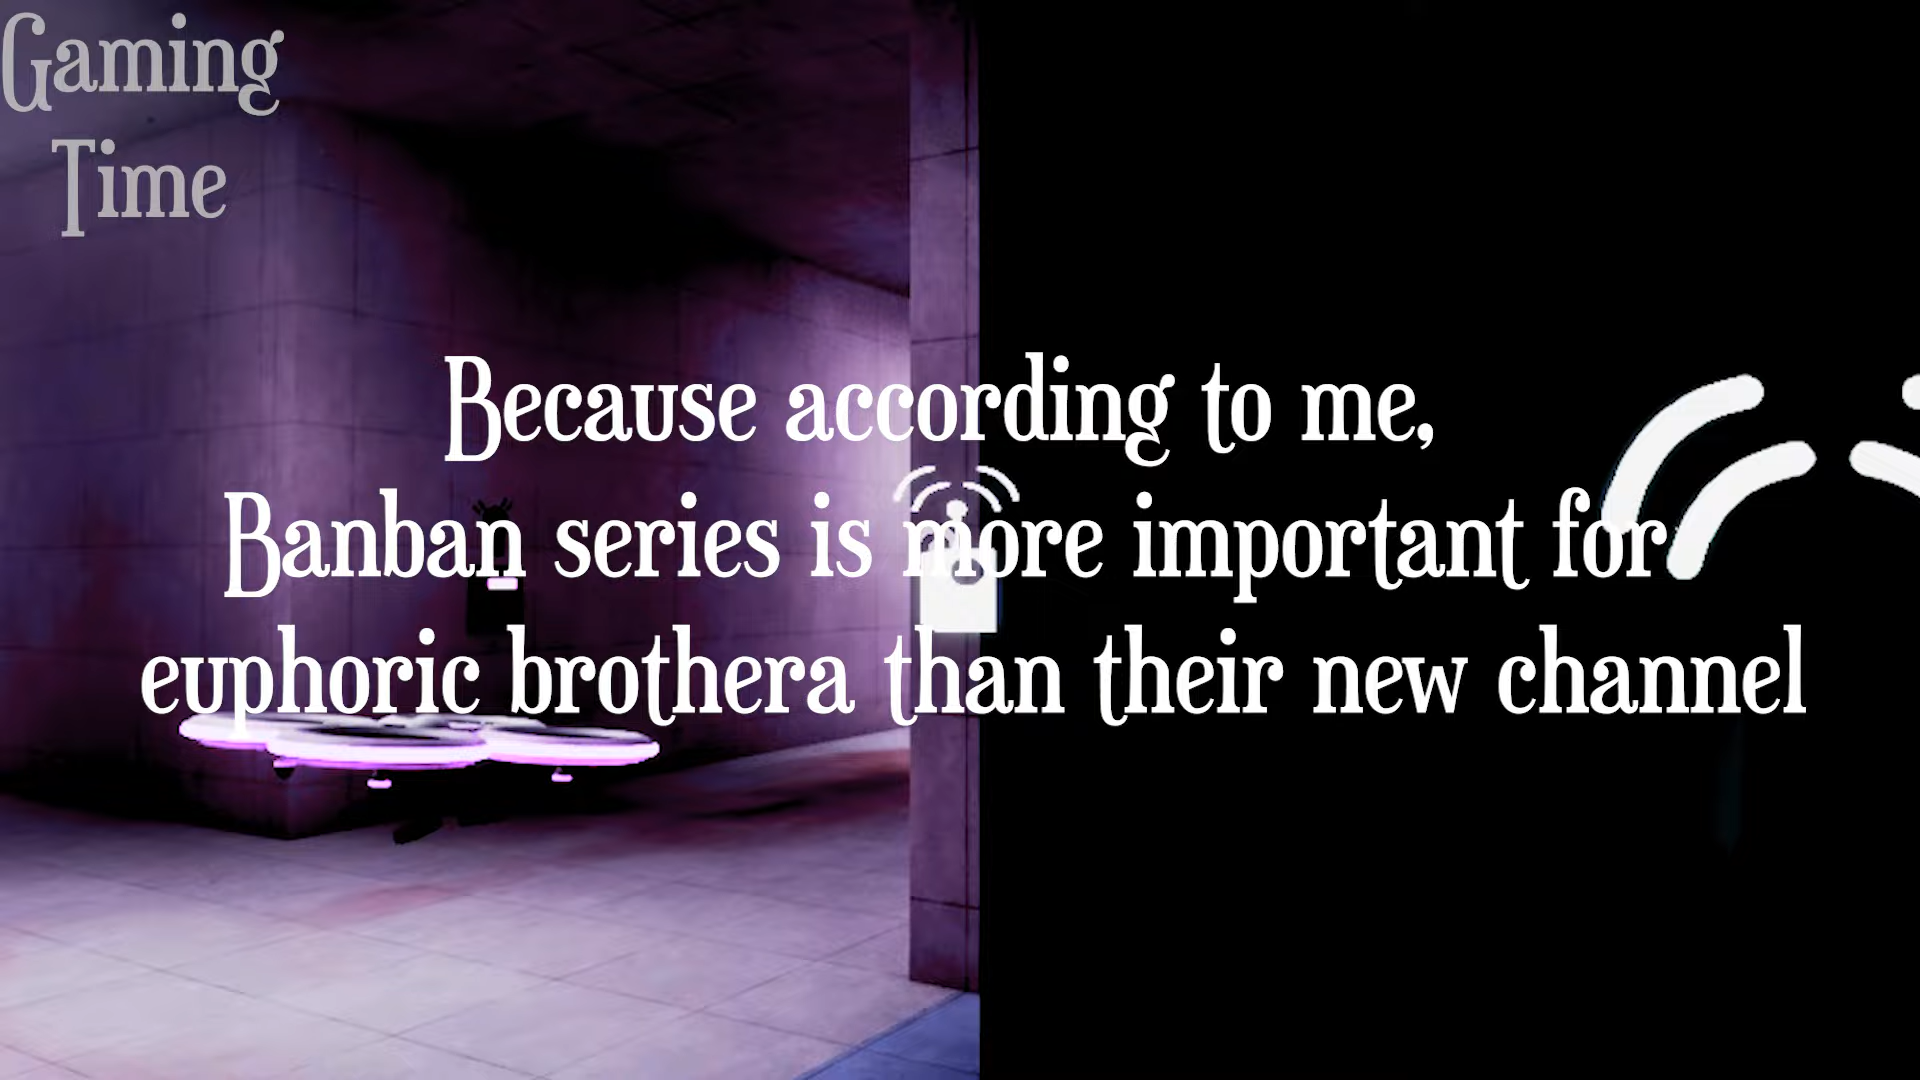 Gaming
Time
Because according to me,
Banban series is more important for
euphoric brothera than their new channel